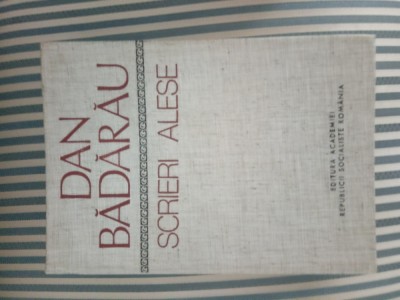 DAN
BĂDĂRĂU
SCRIERI ALESE
EDITURA ACADEMIEI
REPUBLICII SOCIALISTE ROMÂNIA